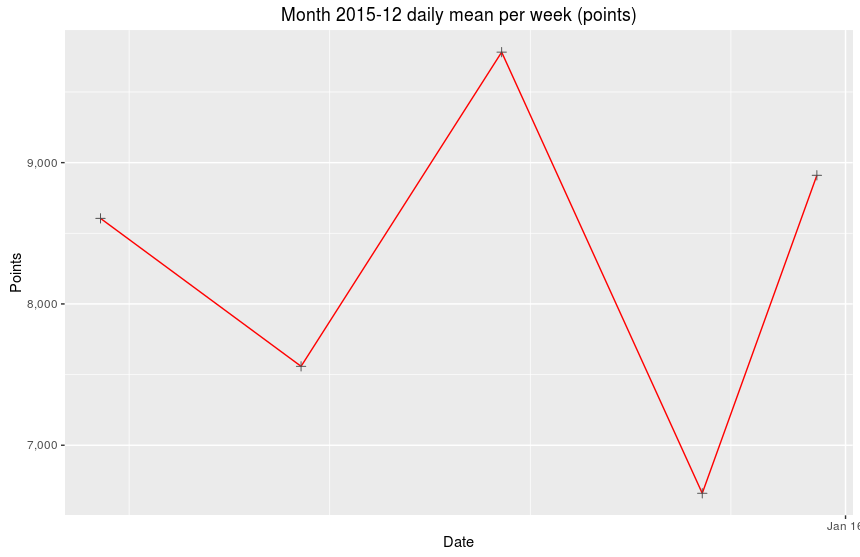 Month 2015-12 daily mean per week (points)
Points
9,000
8,000
7,000
Jan 16
Date